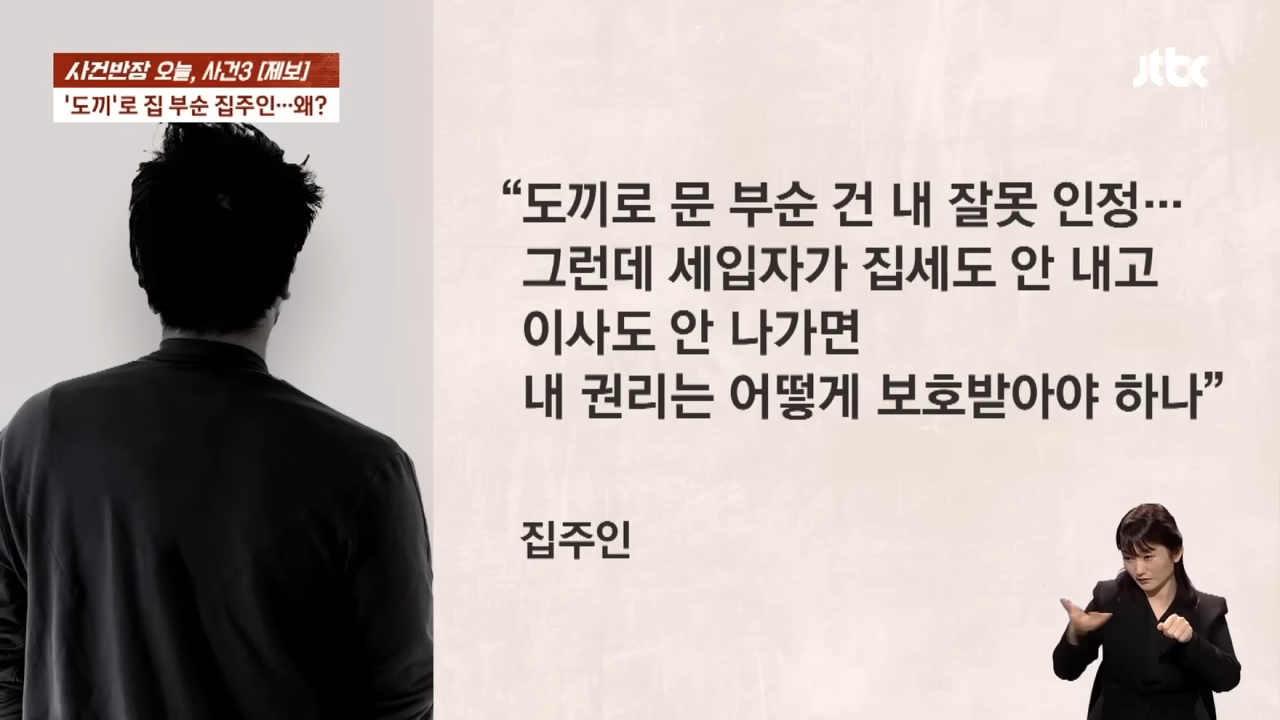 사건반장 오늘, 사건3 [제보]
'도끼'로 집 부순 집주인…왜?
jtbc
“도끼로 문 부순 건 내 잘못 인정…
그런데 세입자가 집세도 안 내고
이사도 안 나가면
내 권리는 어떻게 보호받아야 하나”
집주인